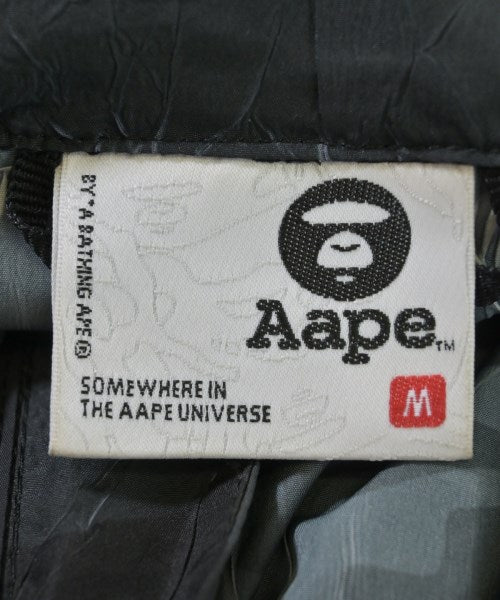 BY*A BATHING APE®
Aape™
SOMEWHERE IN
THE AAPE UNIVERSE
M